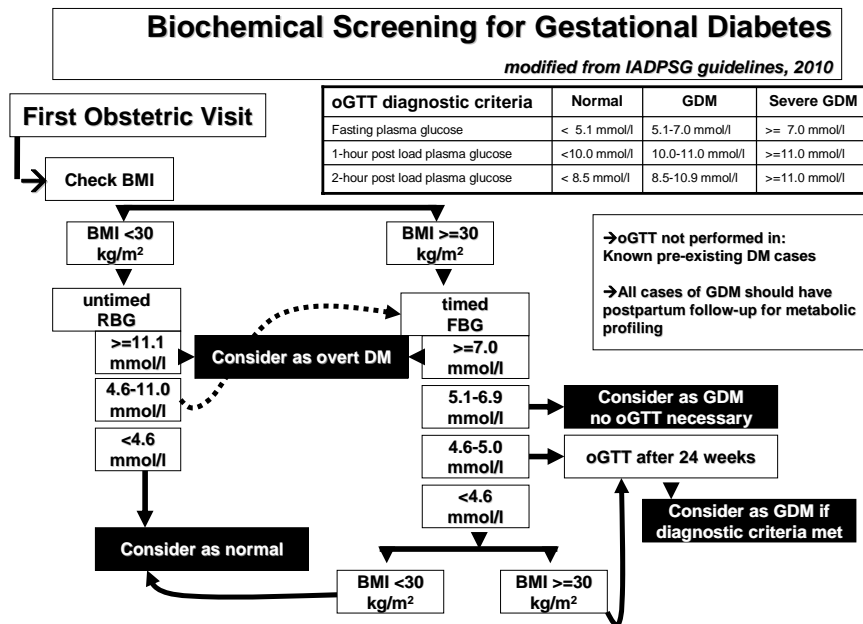 Biochemical Screening for Gestational Diabetes
modified from IADPSG guidelines, 2010
First Obstetric Visit
oGTT diagnostic criteria Normal GDM Severe GDM
Fasting plasma glucose < 5.1 mmol/l 5.1-7.0 mmol/l >= 7.0 mmol/l
1-hour post load plasma glucose <10.0 mmol/l 10.0-11.0 mmol/l >=11.0 mmol/l
2-hour post load plasma glucose < 8.5 mmol/l 8.5-10.9 mmol/l >=11.0 mmol/l
Check BMI
BMI <30
kg/m²
BMI >=30
kg/m²
→oGTT not performed in:
Known pre-existing DM cases
→All cases of GDM should have
postpartum follow-up for metabolic
profiling
untimed
RBG
timed
FBG
>=11.1
mmol/l
Consider as overt DM
>=7.0
mmol/l
4.6-11.0
mmol/l
5.1-6.9
mmol/l
Consider as GDM
no oGTT necessary
<4.6
mmol/l
4.6-5.0
mmol/l
oGTT after 24 weeks
<4.6
mmol/l
Consider as GDM if
diagnostic criteria met
Consider as normal
BMI <30
kg/m²
BMI >=30
kg/m²